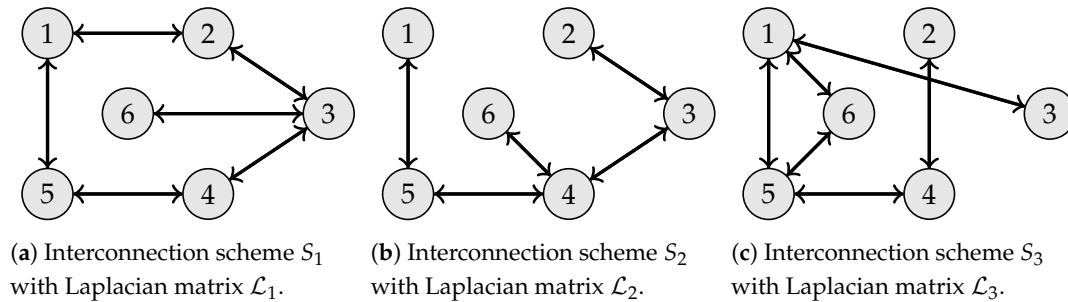 1 2 1 2 1 2
6 3 6 3 6 3
5 4 5 4 5 4
(a) Interconnection scheme S₁
with Laplacian matrix ℒ₁.
(b) Interconnection scheme S₂
with Laplacian matrix ℒ₂.
(c) Interconnection scheme S₃
with Laplacian matrix ℒ₃.